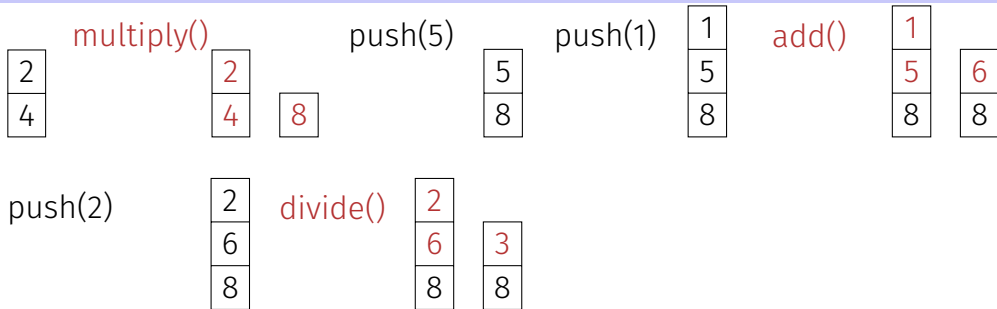 multiply() push(5) push(1) 1 add() 1
2 2 5 5 5 6
4 4 8 8 8 8 8
push(2) 2 divide() 2
6 6 3
8 8 8